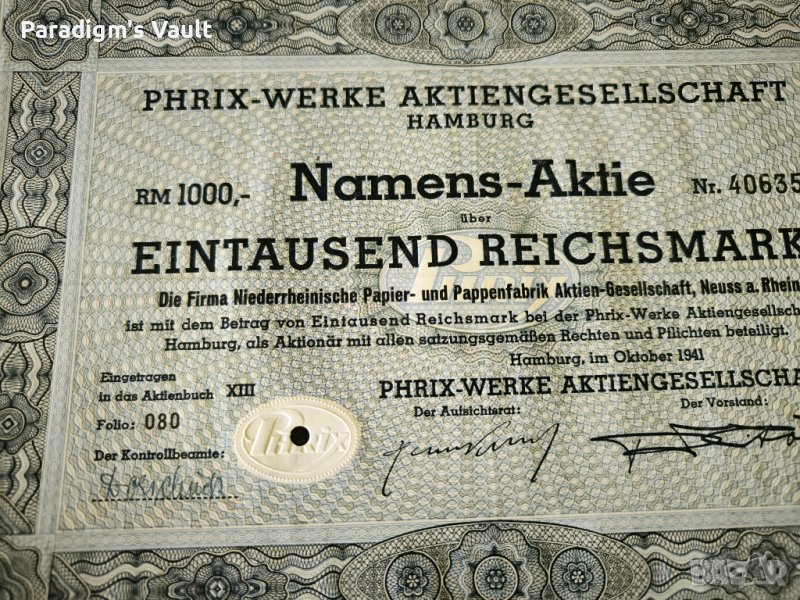 Paradigm's Vault
PHRIX-WERKE AKTIENGESELLSCHAFT
HAMBURG
RM 1000,- Namens-Aktie Nr. 40635
über
EINTAUSEND REICHSMARK
Die Firma Niederrheinische Papier- und Pappenfabrik Aktien-Gesellschaft, Neuss a. Rhein
ist mit dem Betrag von Eintausend Reichsmark bei der Phrix-Werke Aktiengesellsch
Hamburg, als Aktionär mit allen satzungsgemäßen Rechten und Pflichten beteiligt.
Hamburg, im Oktober 1941
Eingetragen
in das Aktienbuch XIII
PHRIX-WERKE AKTIENGESELLSCHA
Der Aufsichtsrat: Der Vorstand:
Folio: 080
Phrix
Der Kontrollbeamte:
Phrix